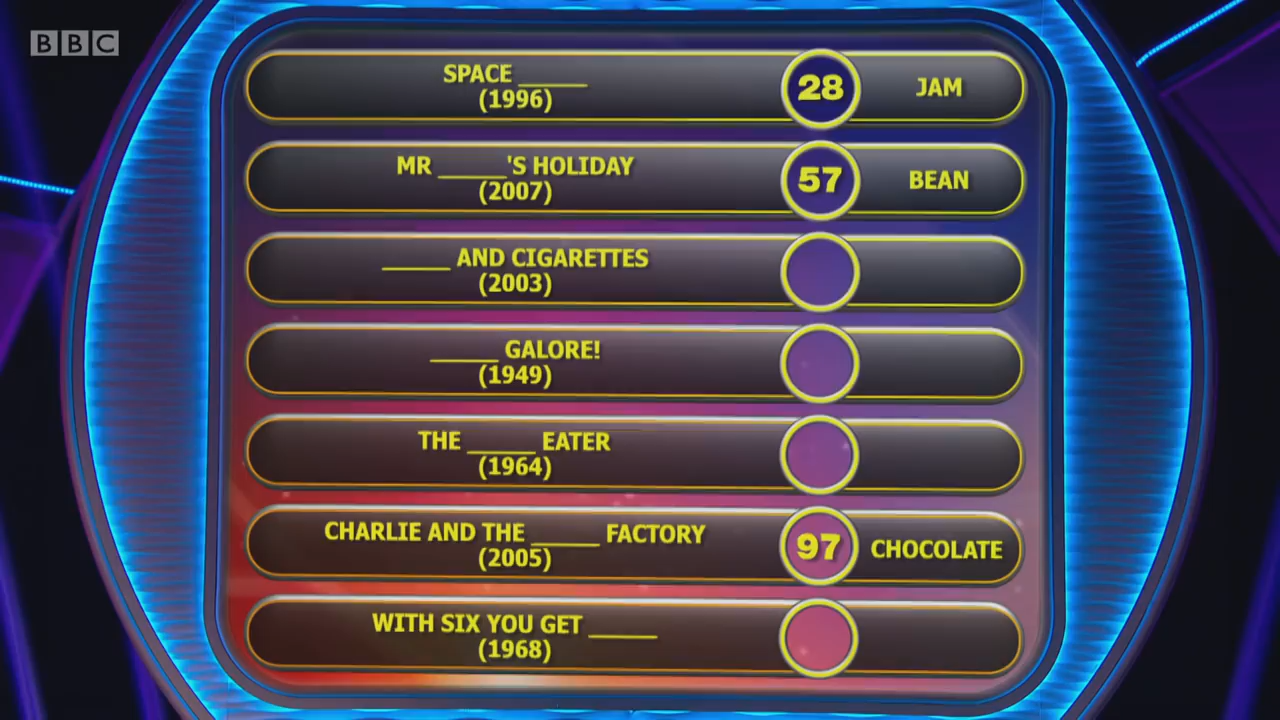 BBC
SPACE _____
(1996)
28
JAM
MR _____'S HOLIDAY
(2007)
57
BEAN
_____ AND CIGARETTES
(2003)
_____ GALORE!
(1949)
THE _____ EATER
(1964)
CHARLIE AND THE _____ FACTORY
(2005)
97
CHOCOLATE
WITH SIX YOU GET _____
(1968)